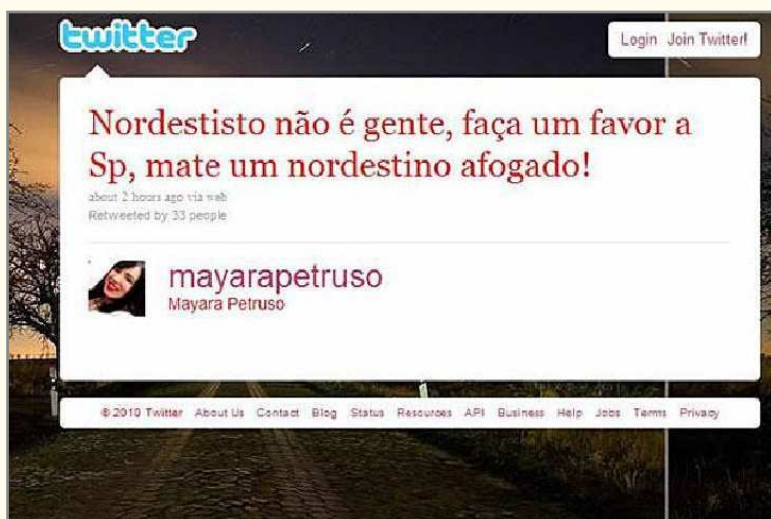 twitter
Login Join Twitter!
Nordestisto não é gente, faça um favor a
Sp, mate um nordestino afogado!
about 2 hours ago via web
Retweeted by 33 people
mayarapetruso
Mayara Petruso
© 2010 Twitter About Us Contact Blog Status Resources API Business Help Jobs Terms Privacy